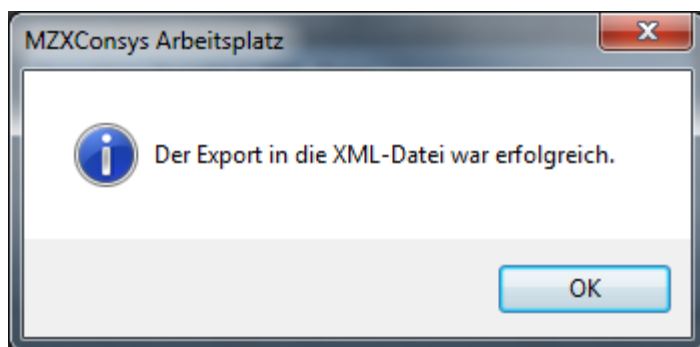 MZXConsys Arbeitsplatz
Der Export in die XML-Datei war erfolgreich.
OK